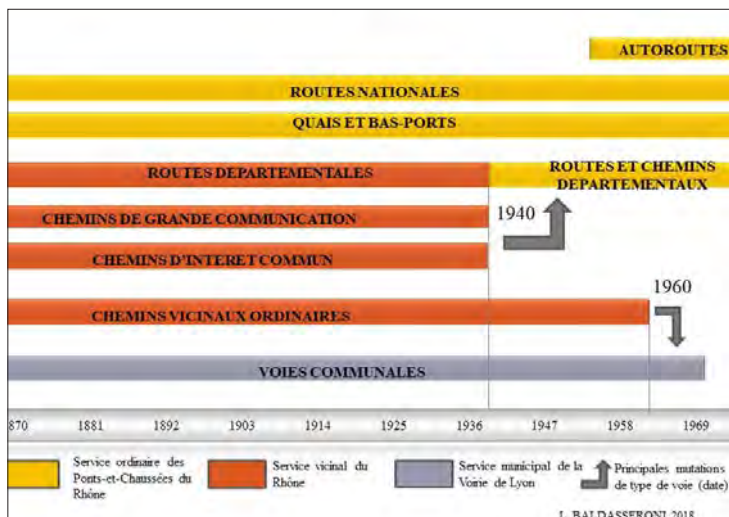 AUTOROUTES
ROUTES NATIONALES
QUAIS ET BAS-PORTS
ROUTES DEPARTEMENTALES
ROUTES ET CHEMINS
DEPARTEMENTAUX
CHEMINS DE GRANDE COMMUNICATION
1940
CHEMINS D'INTERET COMMUN
1960
CHEMINS VICINAUX ORDINAIRES
VOIES COMMUNALES
870 1881 1892 1903 1914 1925 1936 1947 1958 1969
Service ordinaire des
Ponts-et-Chaussées du
Rhône
Service vicinal du
Rhône
Service municipal de la
Voirie de Lyon
Principales mutations
de type de voie (date)
L. BALDASSERONI 2018